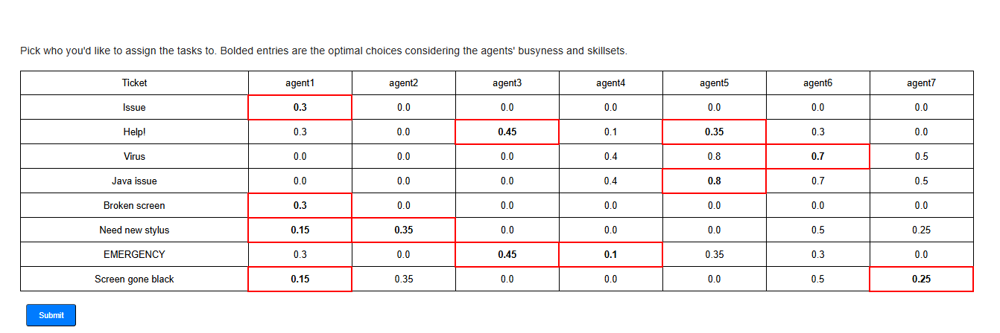 Pick who you'd like to assign the tasks to. Bolded entries are the optimal choices considering the agents' busyness and skillsets.
Ticket agent1 agent2 agent3 agent4 agent5 agent6 agent7
Issue 0.3 0.0 0.0 0.0 0.0 0.0 0.0
Help! 0.3 0.0 0.45 0.1 0.35 0.3 0.0
Virus 0.0 0.0 0.0 0.4 0.8 0.7 0.5
Java issue 0.0 0.0 0.0 0.4 0.8 0.7 0.5
Broken screen 0.3 0.0 0.0 0.0 0.0 0.0 0.0
Need new stylus 0.15 0.35 0.0 0.0 0.0 0.5 0.25
EMERGENCY 0.3 0.0 0.45 0.1 0.35 0.3 0.0
Screen gone black 0.15 0.35 0.0 0.0 0.0 0.5 0.25
Submit